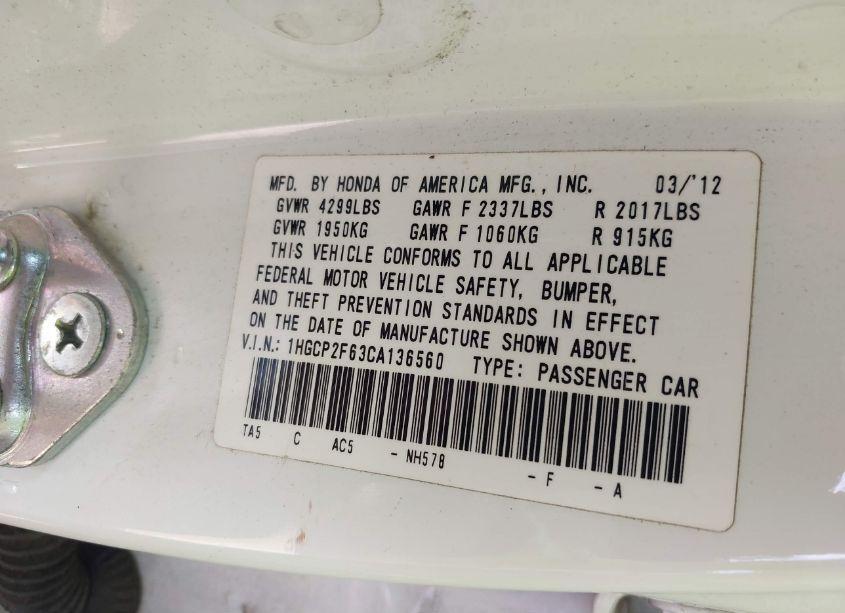 MFD. BY HONDA OF AMERICA MFG., INC. 03/'12
GVWR 4299LBS GAWR F 2337LBS R 2017LBS
GVWR 1950KG GAWR F 1060KG R 915KG
THIS VEHICLE CONFORMS TO ALL APPLICABLE
FEDERAL MOTOR VEHICLE SAFETY, BUMPER,
AND THEFT PREVENTION STANDARDS IN EFFECT
ON THE DATE OF MANUFACTURE SHOWN ABOVE.
V.I.N.: 1HGCP2F63CA136560 TYPE: PASSENGER CAR
TA5 C AC5 - NH578 - F - A